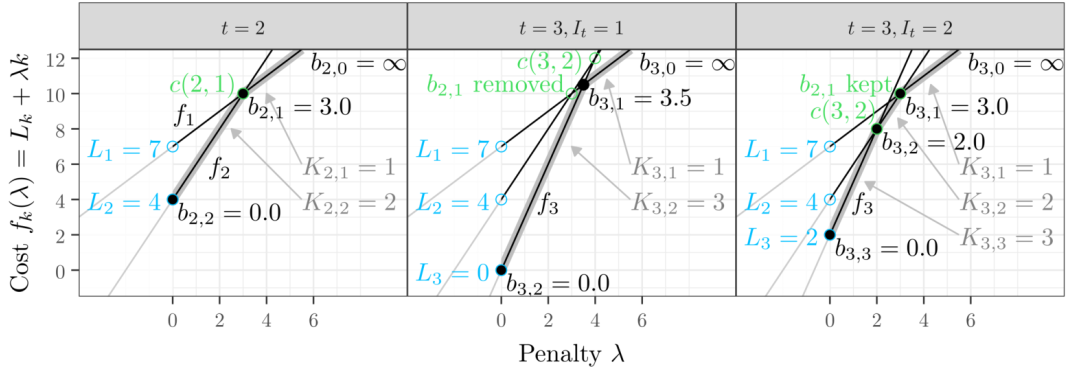 t = 2
t = 3, I_t = 1
t = 3, I_t = 2
Cost f_k(λ) = L_k + λk
12
10
8
6
4
2
0
b_{2,0} = ∞
c(2, 1)
b_{2,1} = 3.0
f_1
L_1 = 7
f_2
K_{2,1} = 1
L_2 = 4
K_{2,2} = 2
b_{2,2} = 0.0
c(3, 2)
b_{3,0} = ∞
b_{2,1} removed
b_{3,1} = 3.5
L_1 = 7
K_{3,1} = 1
L_2 = 4
f_3
K_{3,2} = 3
L_3 = 0
b_{3,2} = 0.0
b_{3,0} = ∞
b_{2,1} kept
b_{3,1} = 3.0
c(3, 2)
b_{3,2} = 2.0
L_1 = 7
K_{3,1} = 1
L_2 = 4
f_3
K_{3,2} = 2
L_3 = 2
K_{3,3} = 3
b_{3,3} = 0.0
0 2 4 6
0 2 4 6
0 2 4 6
Penalty λ